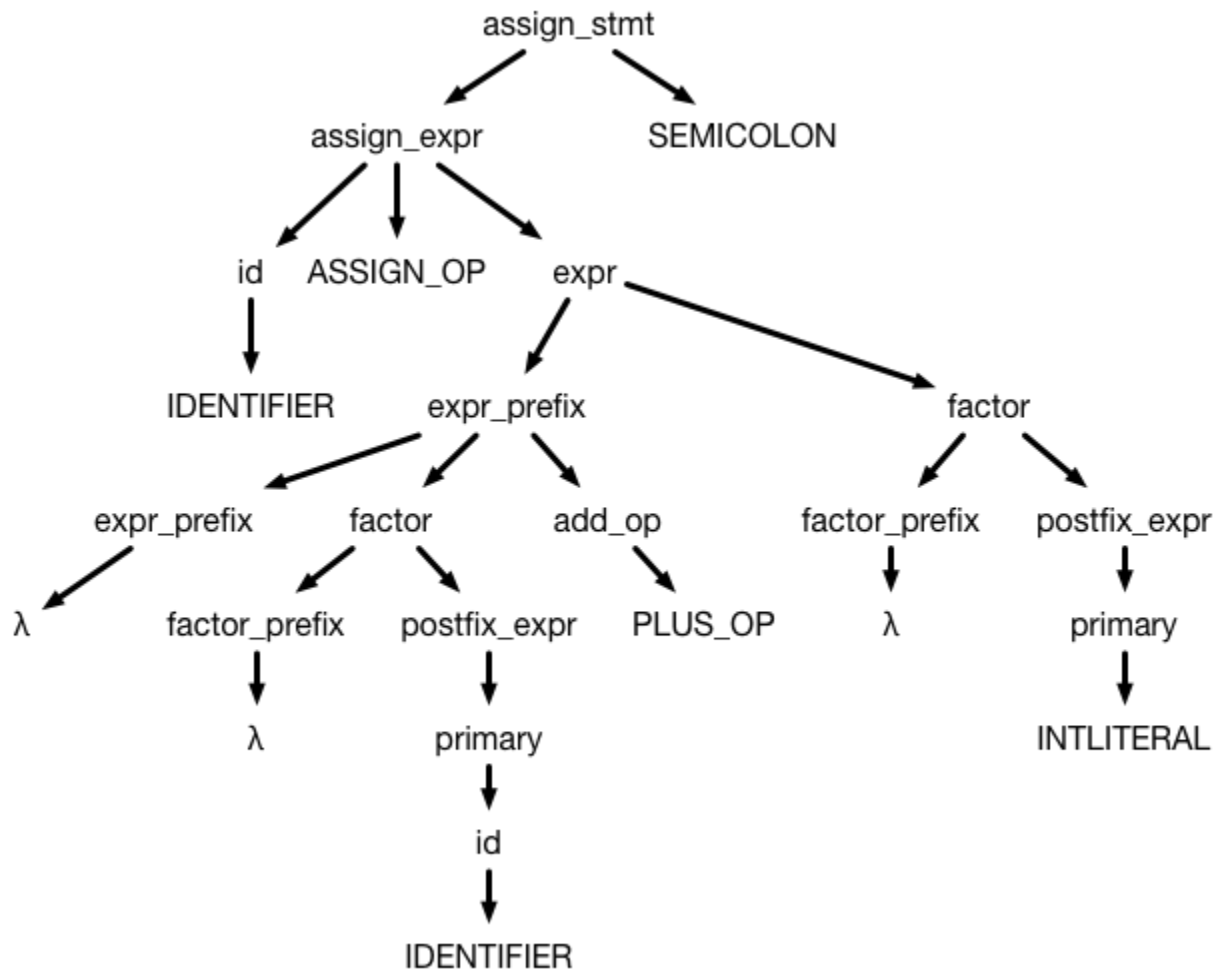 assign_stmt
assign_expr SEMICOLON
id ASSIGN_OP expr
IDENTIFIER expr_prefix factor
expr_prefix factor add_op factor_prefix postfix_expr
λ factor_prefix postfix_expr PLUS_OP λ primary
λ primary INTLITERAL
id
IDENTIFIER